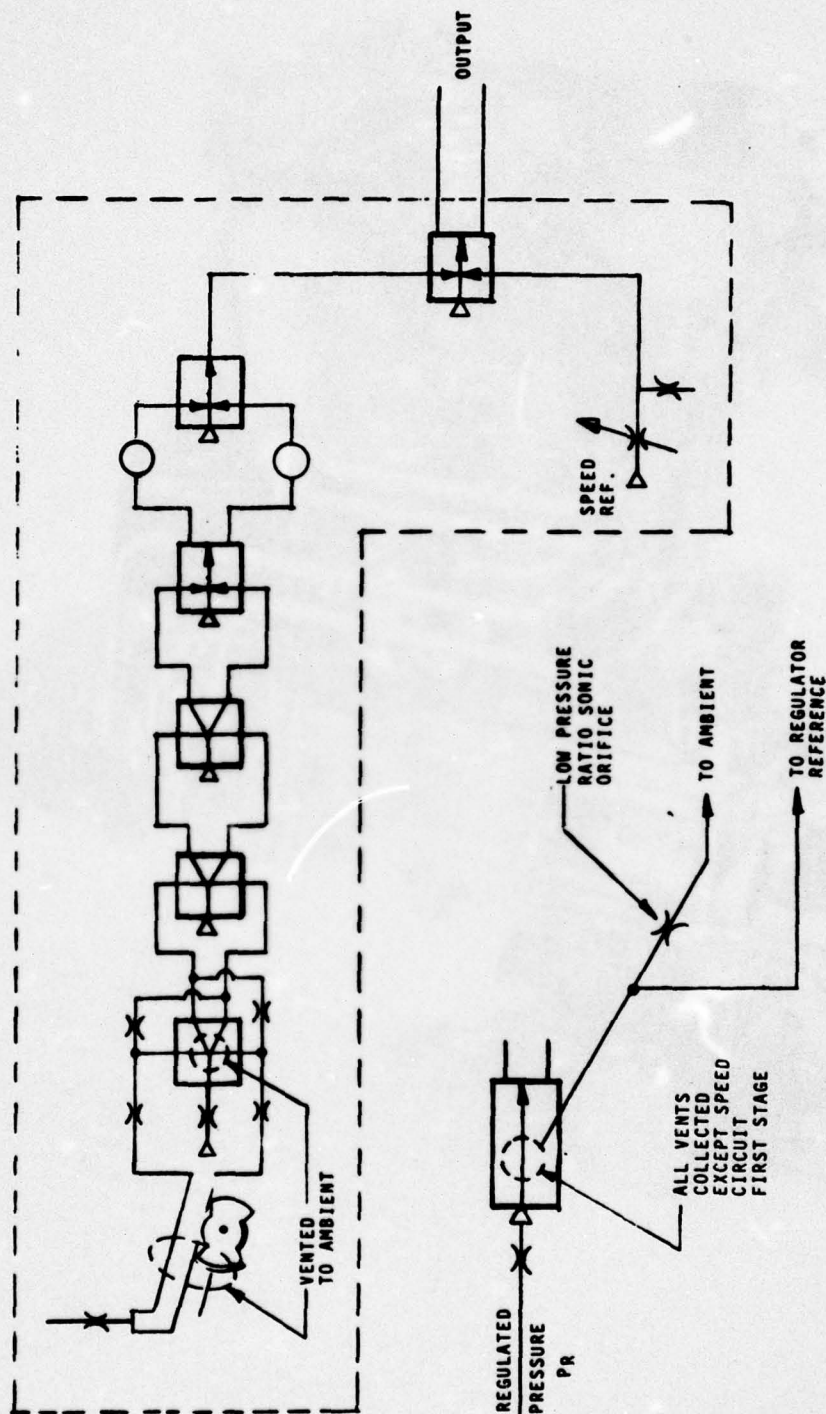 OUTPUT
SPEED
REF.
VENTED
TO AMBIENT
LOW PRESSURE
RATIO SONIC
ORIFICE
TO AMBIENT
TO REGULATOR
REFERENCE
ALL VENTS
COLLECTED
EXCEPT SPEED
CIRCUIT
FIRST STAGE
REGULATED
PRESSURE
PR